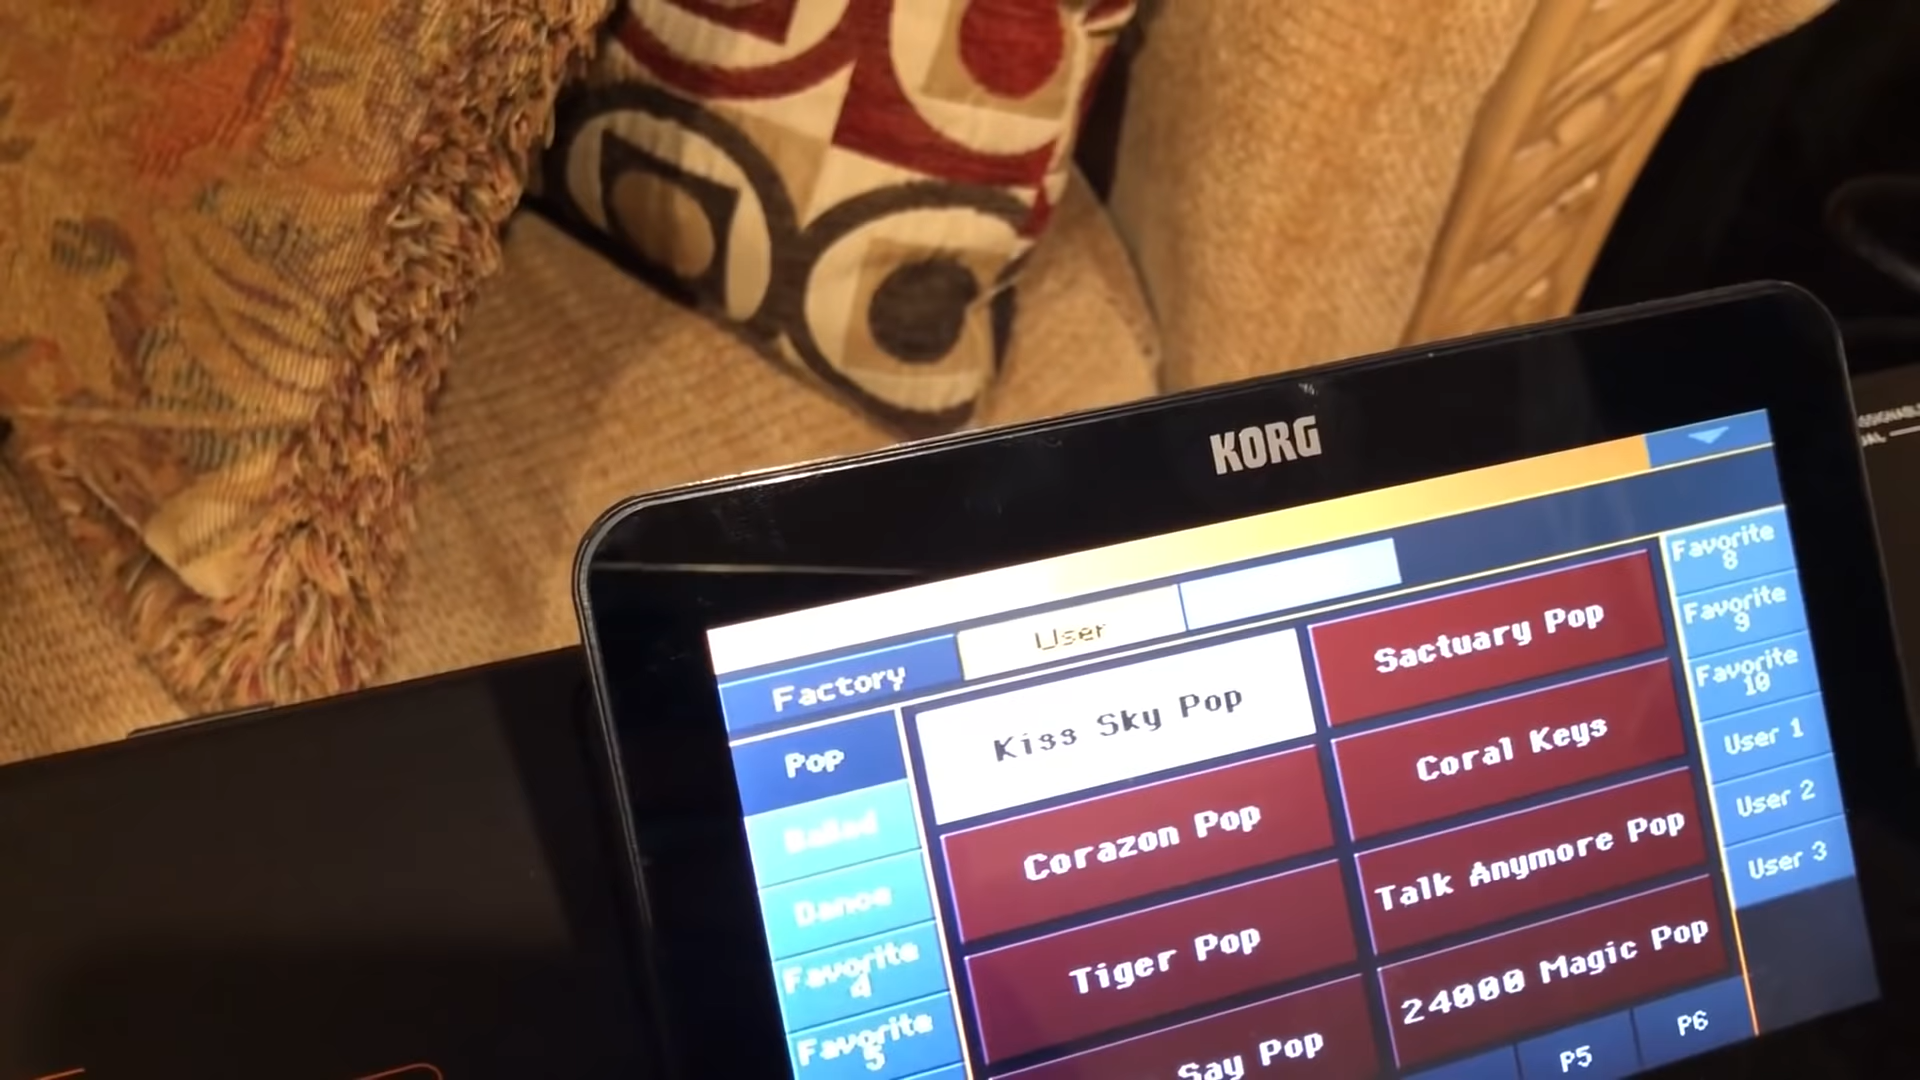 KORG
Factory
User
Pop
Ballad
Dance
Favorite
4
Favorite
5
Kiss Sky Pop
Sactuary Pop
Corazon Pop
Coral Keys
Tiger Pop
Talk Anymore Pop
Say Pop
24000 Magic Pop
P5
P6
Favorite
8
Favorite
9
Favorite
10
User 1
User 2
User 3